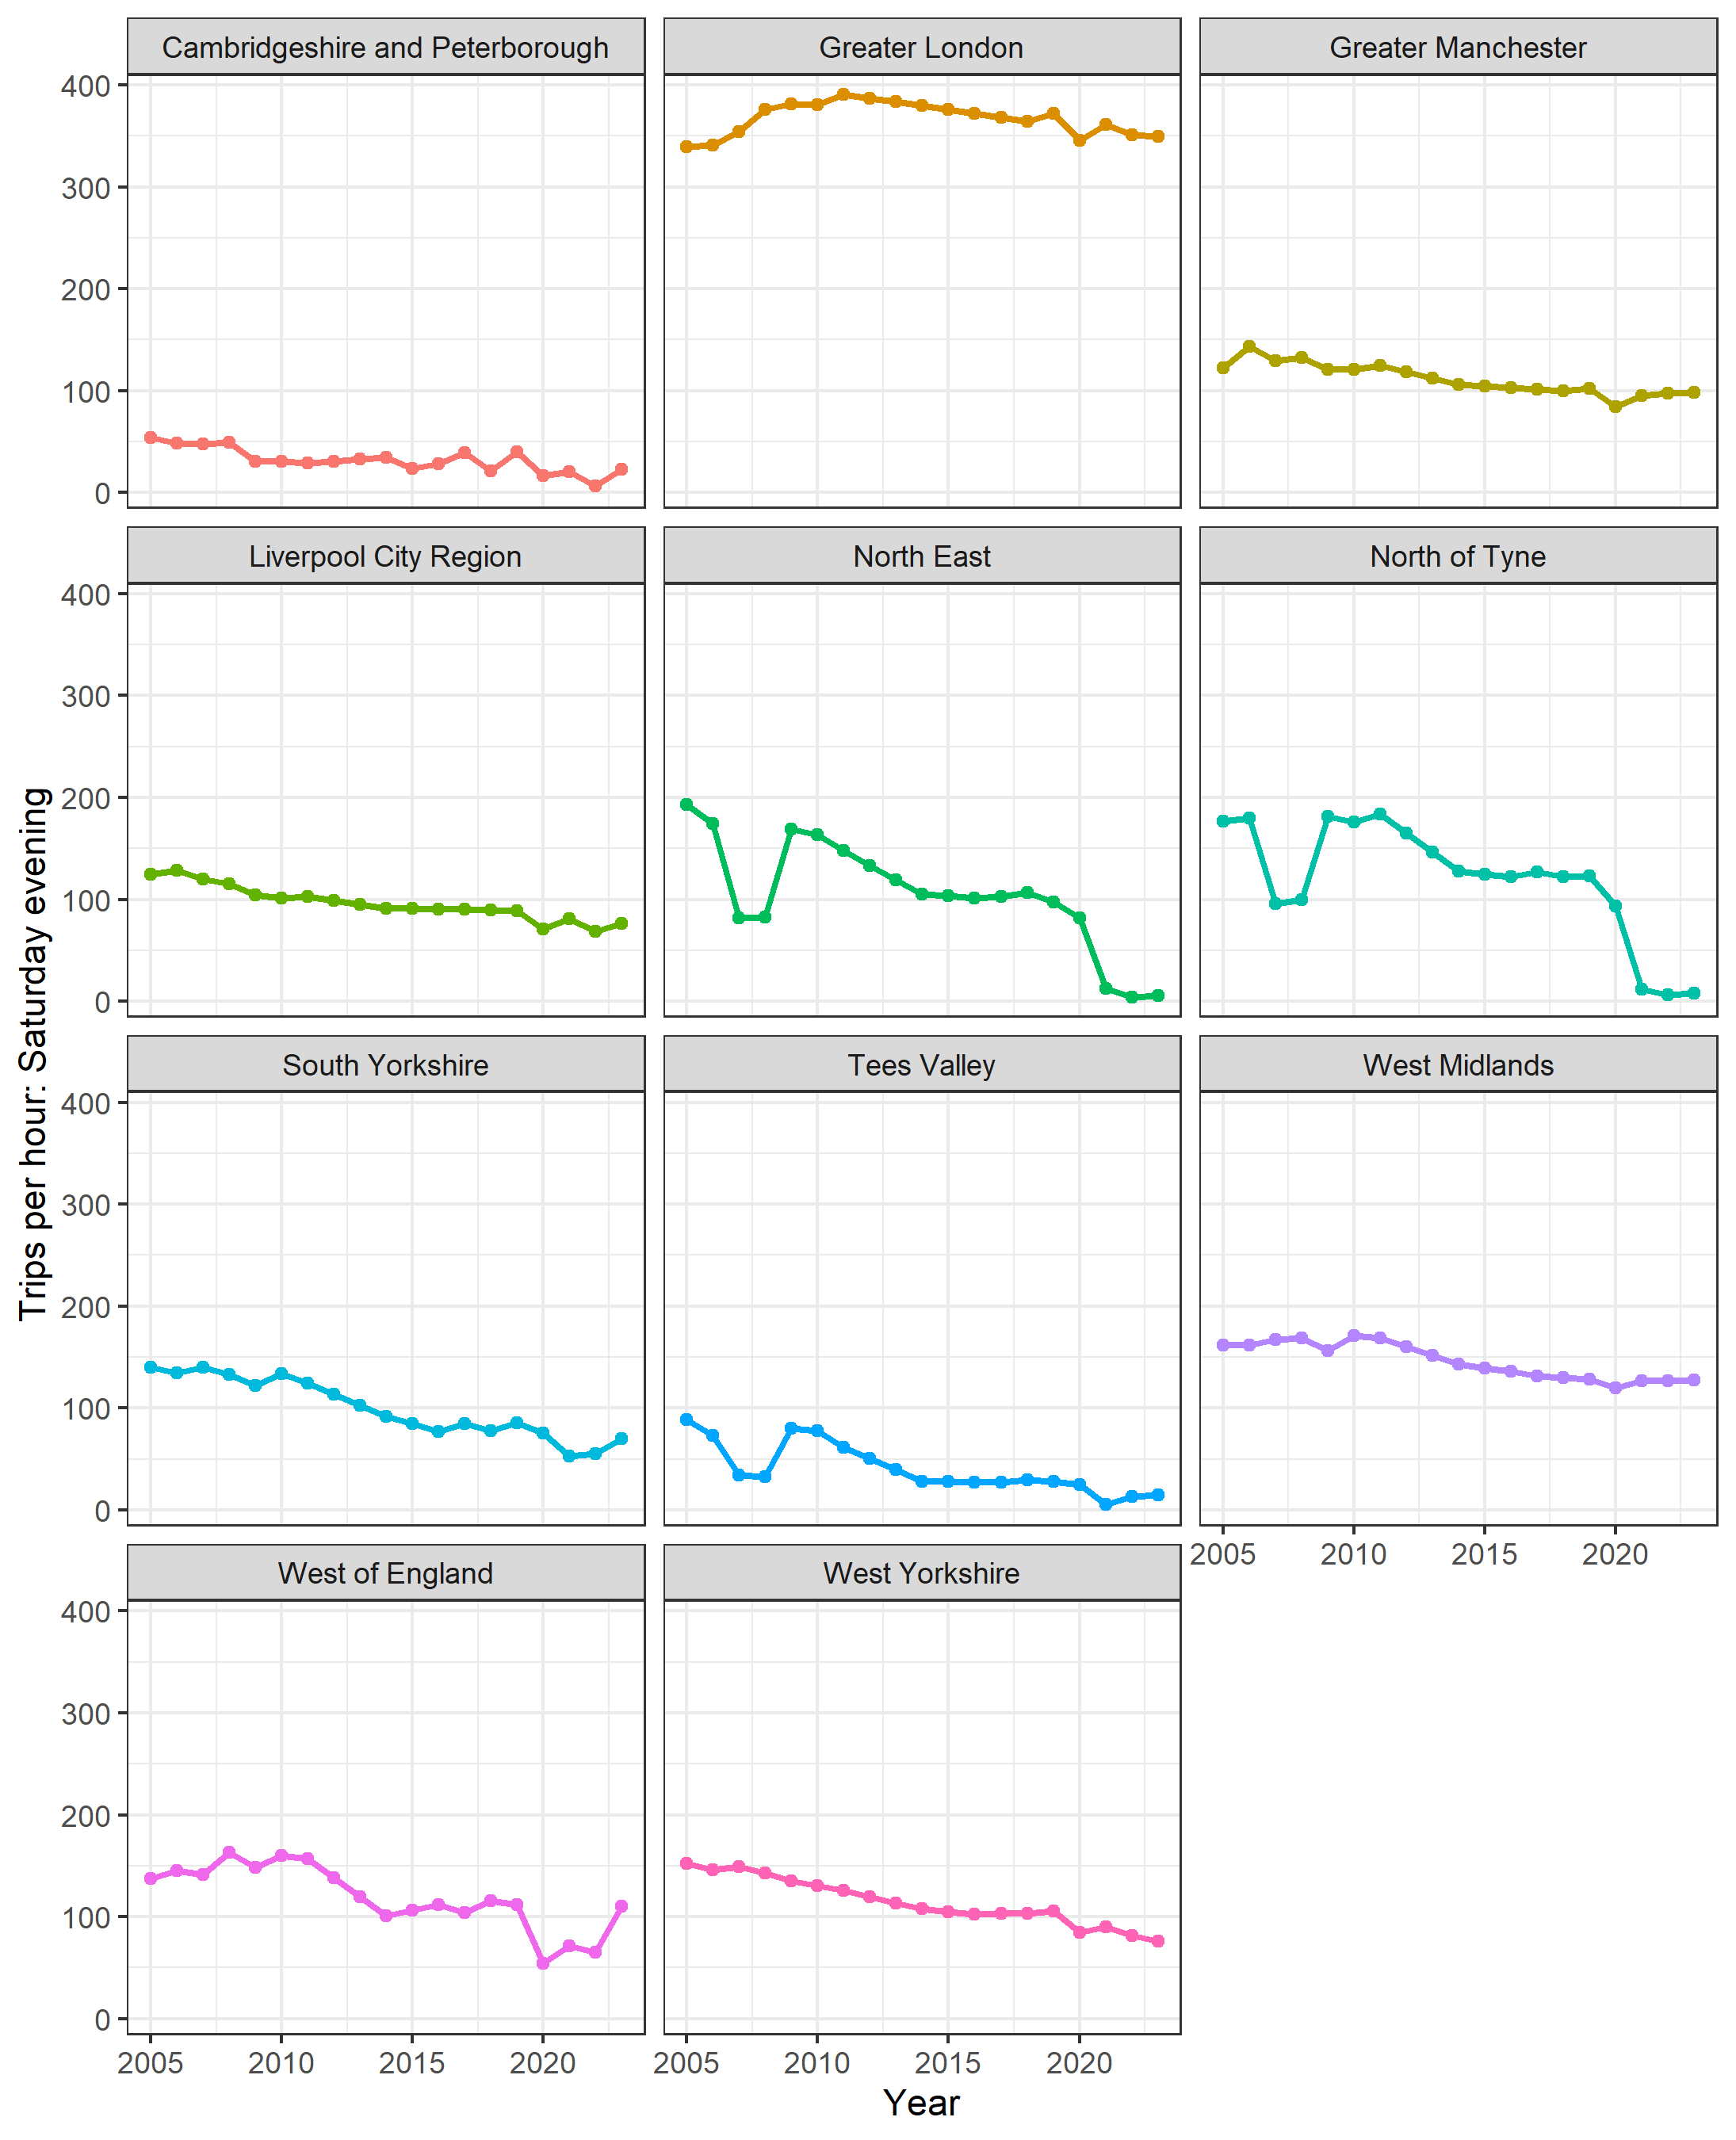 Cambridgeshire and Peterborough
Greater London
Greater Manchester
400
300
200
100
0
Liverpool City Region
North East
North of Tyne
400
300
200
100
0
Trips per hour: Saturday evening
South Yorkshire
Tees Valley
West Midlands
400
300
200
100
0
2005 2010 2015 2020
West of England
West Yorkshire
400
300
200
100
0
2005 2010 2015 2020
2005 2010 2015 2020
Year